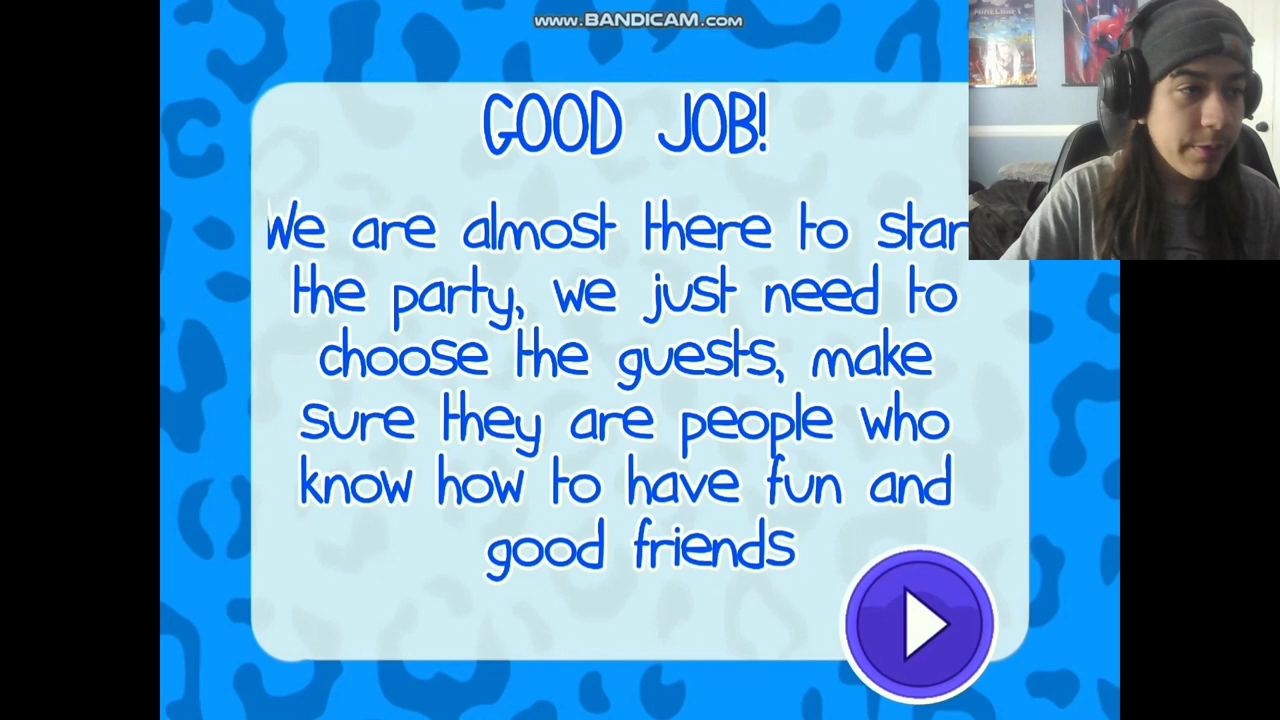 www.BANDICAM.com
MINECRAFT
GOOD JOB!
We are almost there to star
the party, we just need to
choose the guests, make
sure they are people who
know how to have fun and
good friends